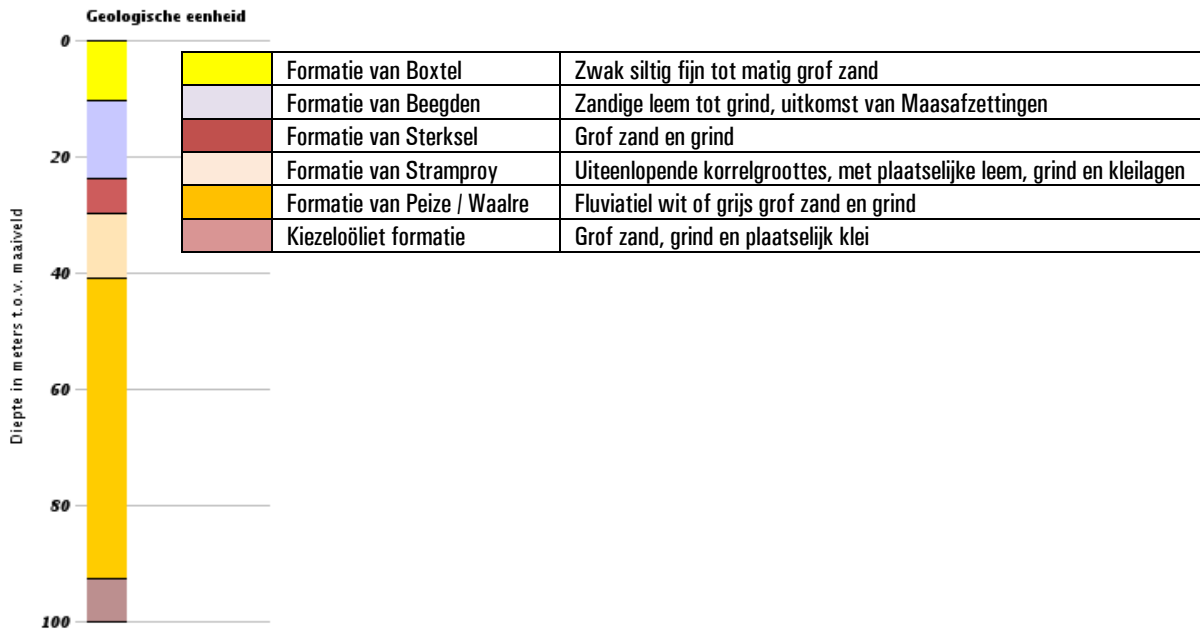 Geologische eenheid
0
Formatie van Boxtel Zwak siltig fijn tot matig grof zand
Formatie van Beegden Zandige leem tot grind, uitkomst van Maasafzettingen
Formatie van Sterksel Grof zand en grind
20
Formatie van Stramproy Uiteenlopende korrelgroottes, met plaatselijke leem, grind en kleilagen
Formatie van Peize / Waalre Fluviatiel wit of grijs grof zand en grind
Kiezeloöliet formatie Grof zand, grind en plaatselijk klei
40
60
80
100
Diepte in meters t.o.v. maaiveld